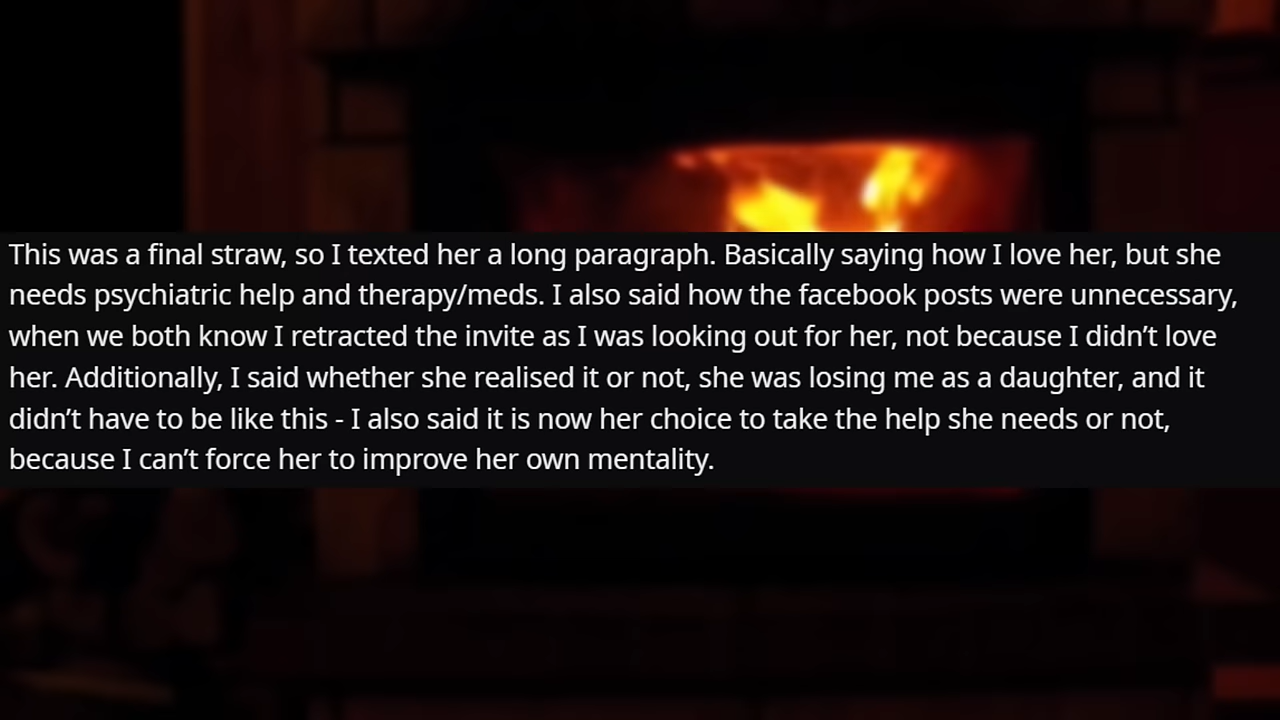 This was a final straw, so I texted her a long paragraph. Basically saying how I love her, but she
needs psychiatric help and therapy/meds. I also said how the facebook posts were unnecessary,
when we both know I retracted the invite as I was looking out for her, not because I didn’t love
her. Additionally, I said whether she realised it or not, she was losing me as a daughter, and it
didn’t have to be like this - I also said it is now her choice to take the help she needs or not,
because I can’t force her to improve her own mentality.